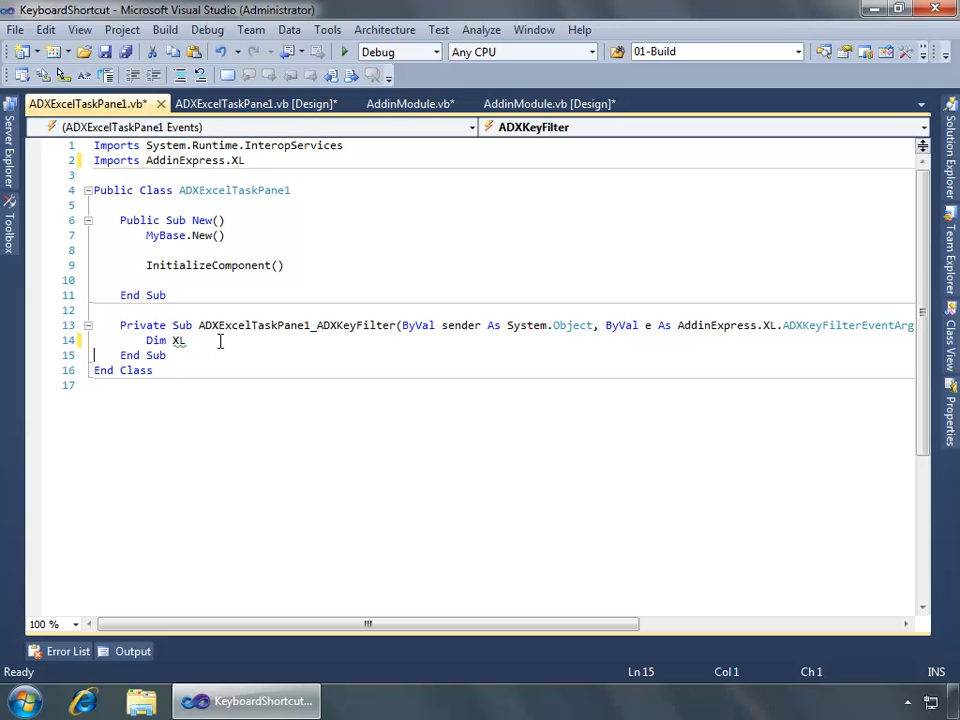 KeyboardShortcut - Microsoft Visual Studio (Administrator)
File Edit View Project Build Debug Team Data Tools Architecture Test Analyze Window Help
Debug Any CPU 01-Build
ADXExcelTaskPane1.vb* ADXExcelTaskPane1.vb [Design]* AddinModule.vb* AddinModule.vb [Design]*
(ADXExcelTaskPane1 Events) ADXKeyFilter
1 Imports System.Runtime.InteropServices
2 Imports AddinExpress.XL
3
4 Public Class ADXExcelTaskPane1
5
6 Public Sub New()
7 MyBase.New()
8
9 InitializeComponent()
10
11 End Sub
12
13 Private Sub ADXExcelTaskPane1_ADXKeyFilter(ByVal sender As System.Object, ByVal e As AddinExpress.XL.ADXKeyFilterEventArg
14 Dim XL
15 End Sub
16 End Class
17
Server Explorer
Toolbox
Solution Explorer
Team Explorer
Class View
Properties
100 %
Error List Output
Ready Ln 15 Col 1 Ch 1 INS
KeyboardShortcut...